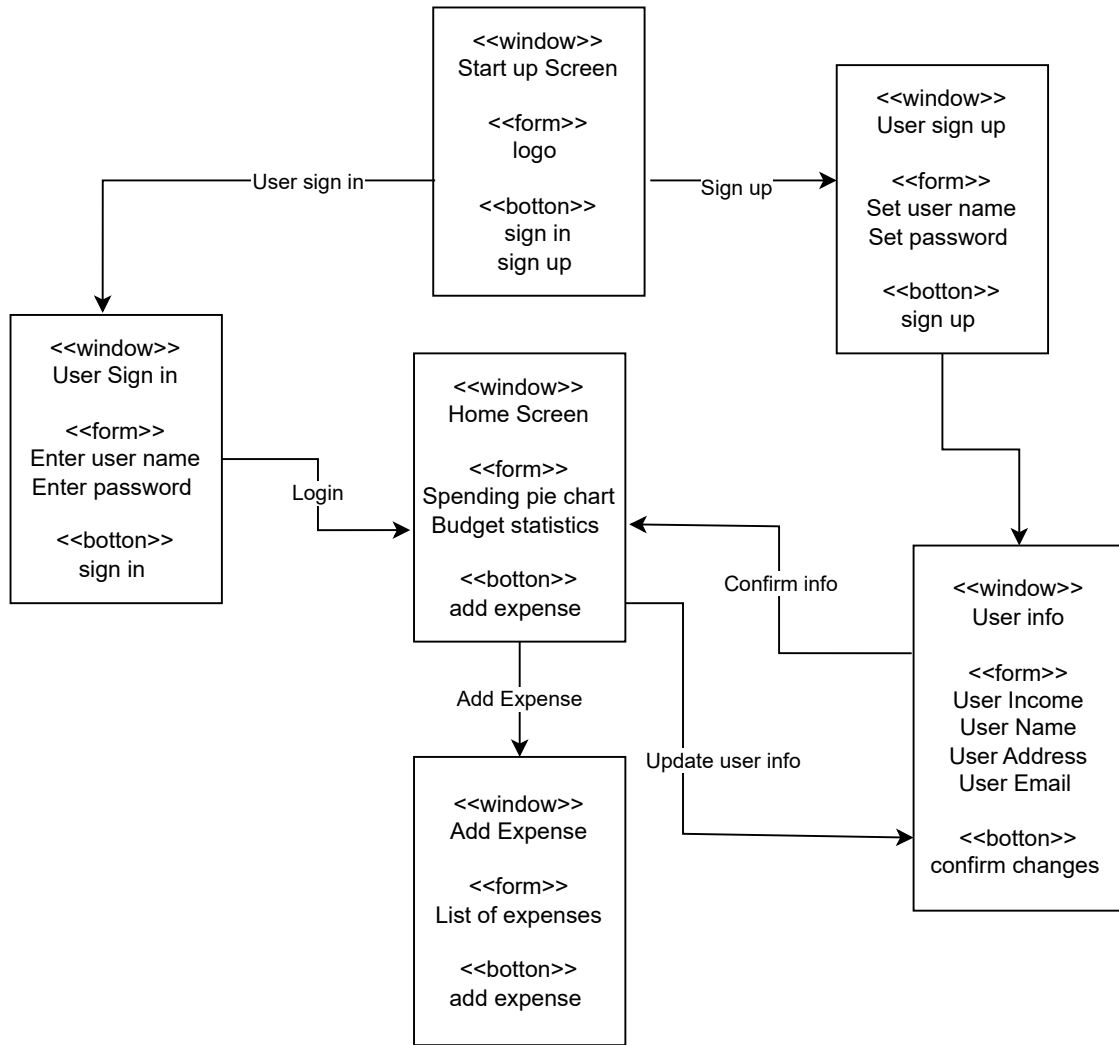 <<window>>
Start up Screen
<<form>>
logo
<<botton>>
sign in
sign up
User sign in
Sign up
<<window>>
User sign up
<<form>>
Set user name
Set password
<<botton>>
sign up
<<window>>
User Sign in
<<form>>
Enter user name
Enter password
<<botton>>
sign in
Login
<<window>>
Home Screen
<<form>>
Spending pie chart
Budget statistics
<<botton>>
add expense
Confirm info
<<window>>
User info
<<form>>
User Income
User Name
User Address
User Email
<<botton>>
confirm changes
Add Expense
Update user info
<<window>>
Add Expense
<<form>>
List of expenses
<<botton>>
add expense